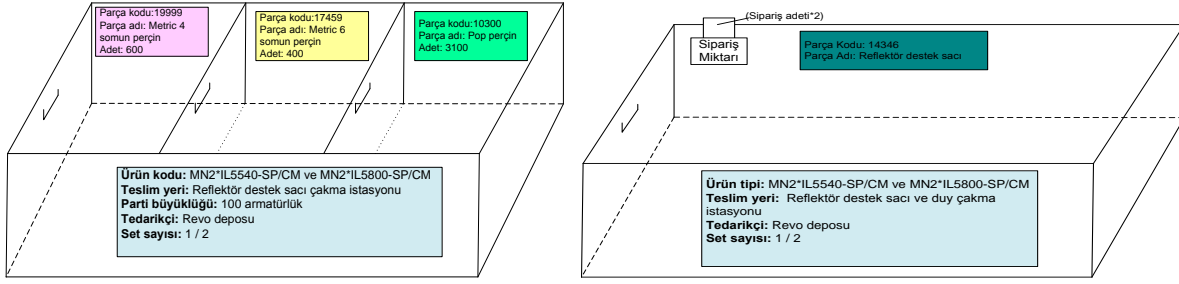 Parça kodu:19999
Parça adı: Metric 4
somun perçin
Adet: 600
Parça kodu:17459
Parça adı: Metric 6
somun perçin
Adet: 400
Parça kodu:10300
Parça adı: Pop perçin
Adet: 3100
Ürün kodu: MN2*IL5540-SP/CM ve MN2*IL5800-SP/CM
Teslim yeri: Reflektör destek sacı çakma istasyonu
Parti büyüklüğü: 100 armatürlük
Tedarikçi: Revo deposu
Set sayısı: 1 / 2
(Sipariş adeti*2)
Sipariş
Miktarı
Parça Kodu: 14346
Parça Adı: Reflektör destek sacı
Ürün tipi: MN2*IL5540-SP/CM ve MN2*IL5800-SP/CM
Teslim yeri: Reflektör destek sacı ve duy çakma
istasyonu
Tedarikçi: Revo deposu
Set sayısı: 1 / 2